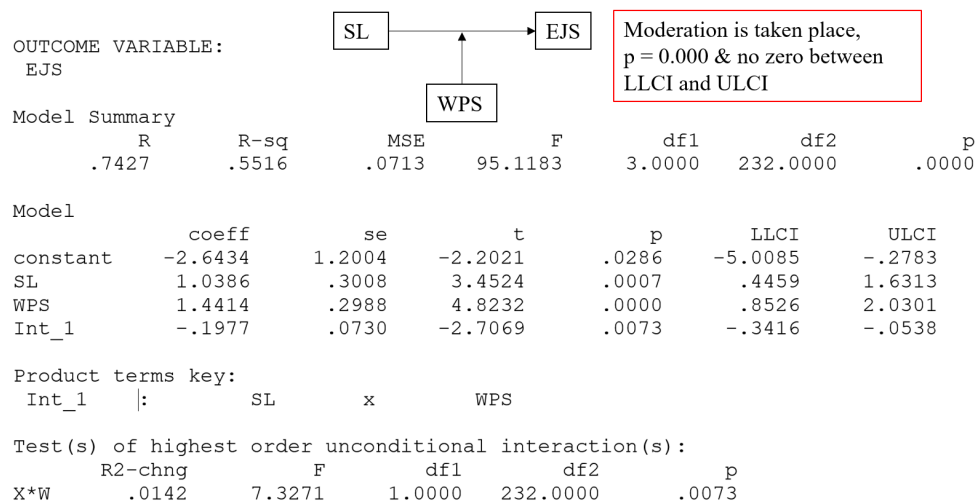 SL
EJS
WPS
Moderation is taken place,
p = 0.000 & no zero between
LLCI and ULCI
OUTCOME VARIABLE:
EJS
Model Summary
R R-sq MSE F df1 df2 p
.7427 .5516 .0713 95.1183 3.0000 232.0000 .0000
Model
coeff se t p LLCI ULCI
constant -2.6434 1.2004 -2.2021 .0286 -5.0085 -.2783
SL 1.0386 .3008 3.4524 .0007 .4459 1.6313
WPS 1.4414 .2988 4.8232 .0000 .8526 2.0301
Int_1 -.1977 .0730 -2.7069 .0073 -.3416 -.0538
Product terms key:
Int_1 : SL x WPS
Test(s) of highest order unconditional interaction(s):
R2-chng F df1 df2 p
X*W .0142 7.3271 1.0000 232.0000 .0073